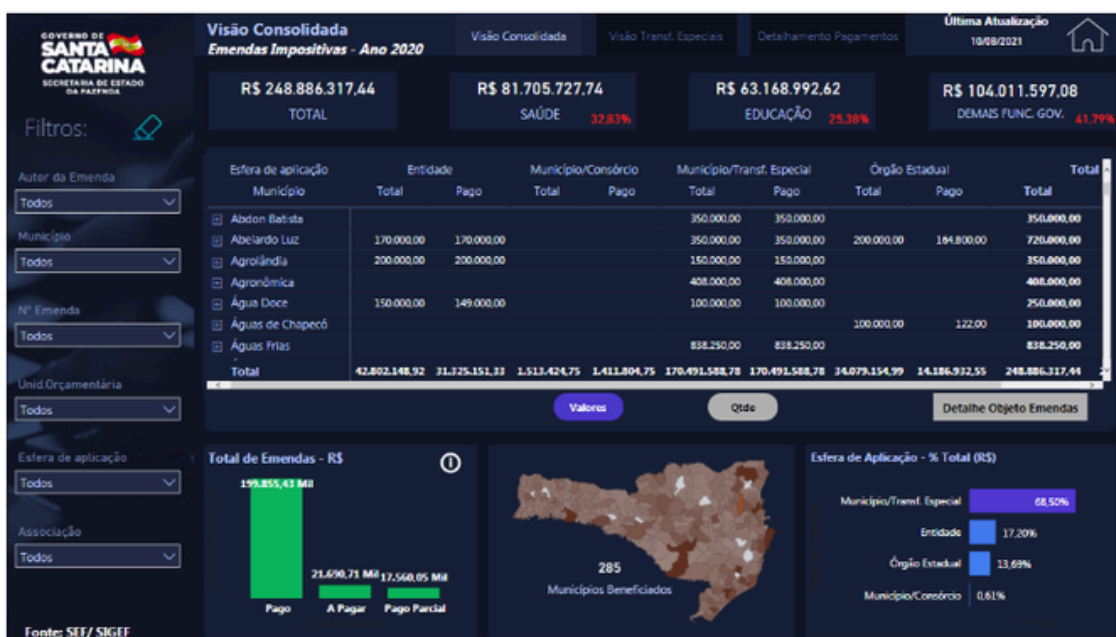 GOVERNO DE
SANTA
CATARINA
SECRETARIA DE ESTADO
DA FAZENDA
Visão Consolidada
Emendas Impositivas - Ano 2020
Visão Consolidada
Visão Transf. Especiais
Detalhamento Pagamentos
Última Atualização
10/08/2021
R$ 248.886.317,44
TOTAL
R$ 81.705.727,74
SAÚDE 32,83%
R$ 63.168.992,62
EDUCAÇÃO 25,38%
R$ 104.011.597,08
DEMAIS FUNC. GOV. 41,79%
Filtros:
Autor da Emenda
Todos
Município
Todos
N° Emenda
Todos
Unid.Orçamentária
Todos
Esfera de aplicação
Todos
Associação
Todos
Fonte: SEF/ SIGEF
Esfera de aplicação Entidade Município/Consórcio Município/Transf. Especial Órgão Estadual Total
Município Total Pago Total Pago Total Pago Total Pago Total
Abdon Batista 350.000,00 350.000,00 350.000,00
Abelardo Luz 170.000,00 170.000,00 350.000,00 350.000,00 200.000,00 164.800,00 720.000,00
Agrolândia 200.000,00 200.000,00 150.000,00 150.000,00 350.000,00
Agronômica 408.000,00 408.000,00 408.000,00
Água Doce 150.000,00 149.000,00 100.000,00 100.000,00 250.000,00
Águas de Chapecó 100.000,00 122,00 100.000,00
Águas Frias 838.250,00 838.250,00 838.250,00
Total 42.802.148,92 31.325.151,33 1.513.424,75 1.411.804,75 170.491.588,78 170.491.588,78 34.079.154,99 14.186.932,55 248.886.317,44
Valores
Qtde
Detalhe Objeto Emendas
Total de Emendas - R$
199.855,43 Mil
21.690,71 Mil
17.560,05 Mil
Pago
A Pagar
Pago Parcial
285
Municípios Beneficiados
Esfera de Aplicação - % Total (R$)
Município/Transf. Especial 68,50%
Entidade 17,20%
Órgão Estadual 13,69%
Município/Consórcio 0,61%